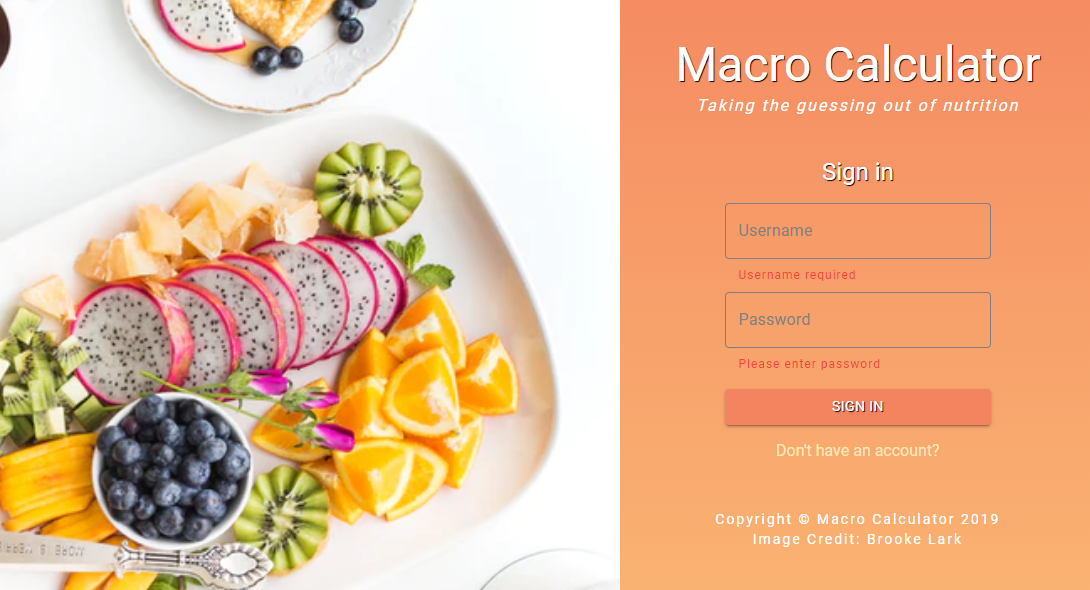 Macro Calculator
Taking the guessing out of nutrition
Sign in
Username
Username required
Password
Please enter password
SIGN IN
Don't have an account?
Copyright © Macro Calculator 2019
Image Credit: Brooke Lark